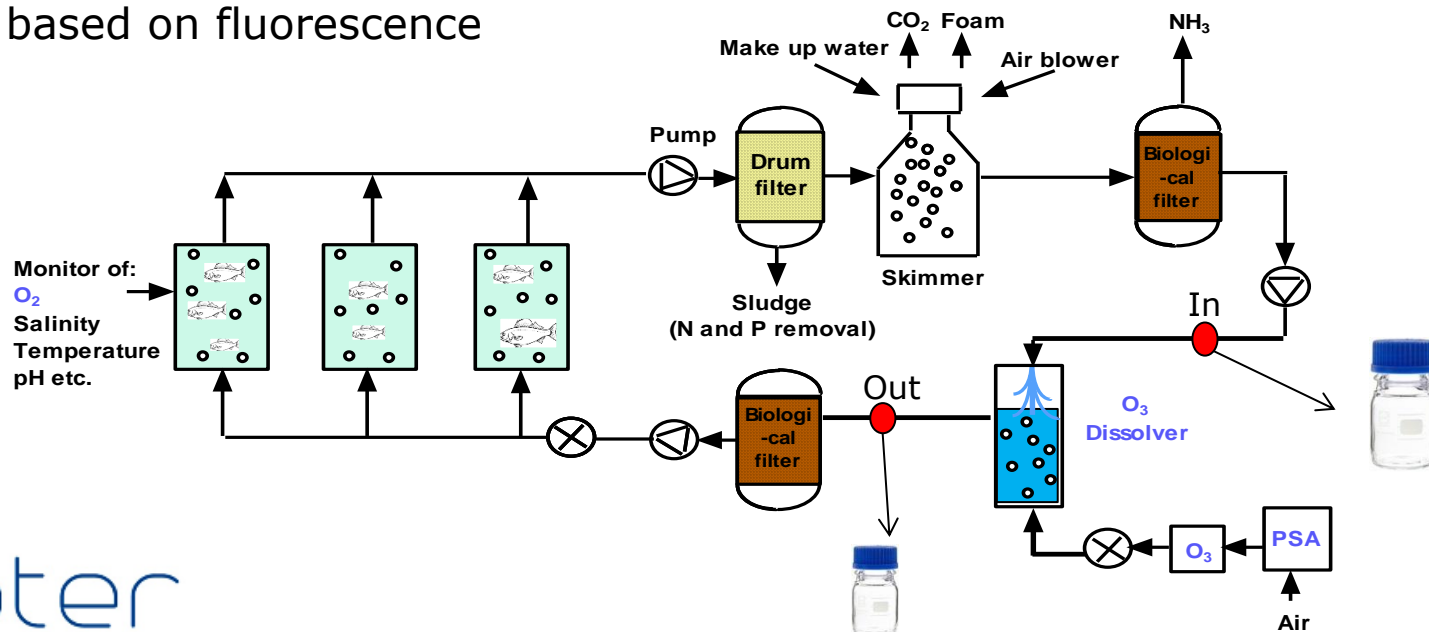 based on fluorescence
CO₂ Foam
NH₃
Make up water
Air blower
Pump
Drum
filter
Biologi
-cal
filter
Skimmer
Monitor of:
O₂
Salinity
Temperature
pH etc.
Sludge
(N and P removal)
In
Out
O₃
Dissolver
Biologi
-cal
filter
O₃
PSA
Air